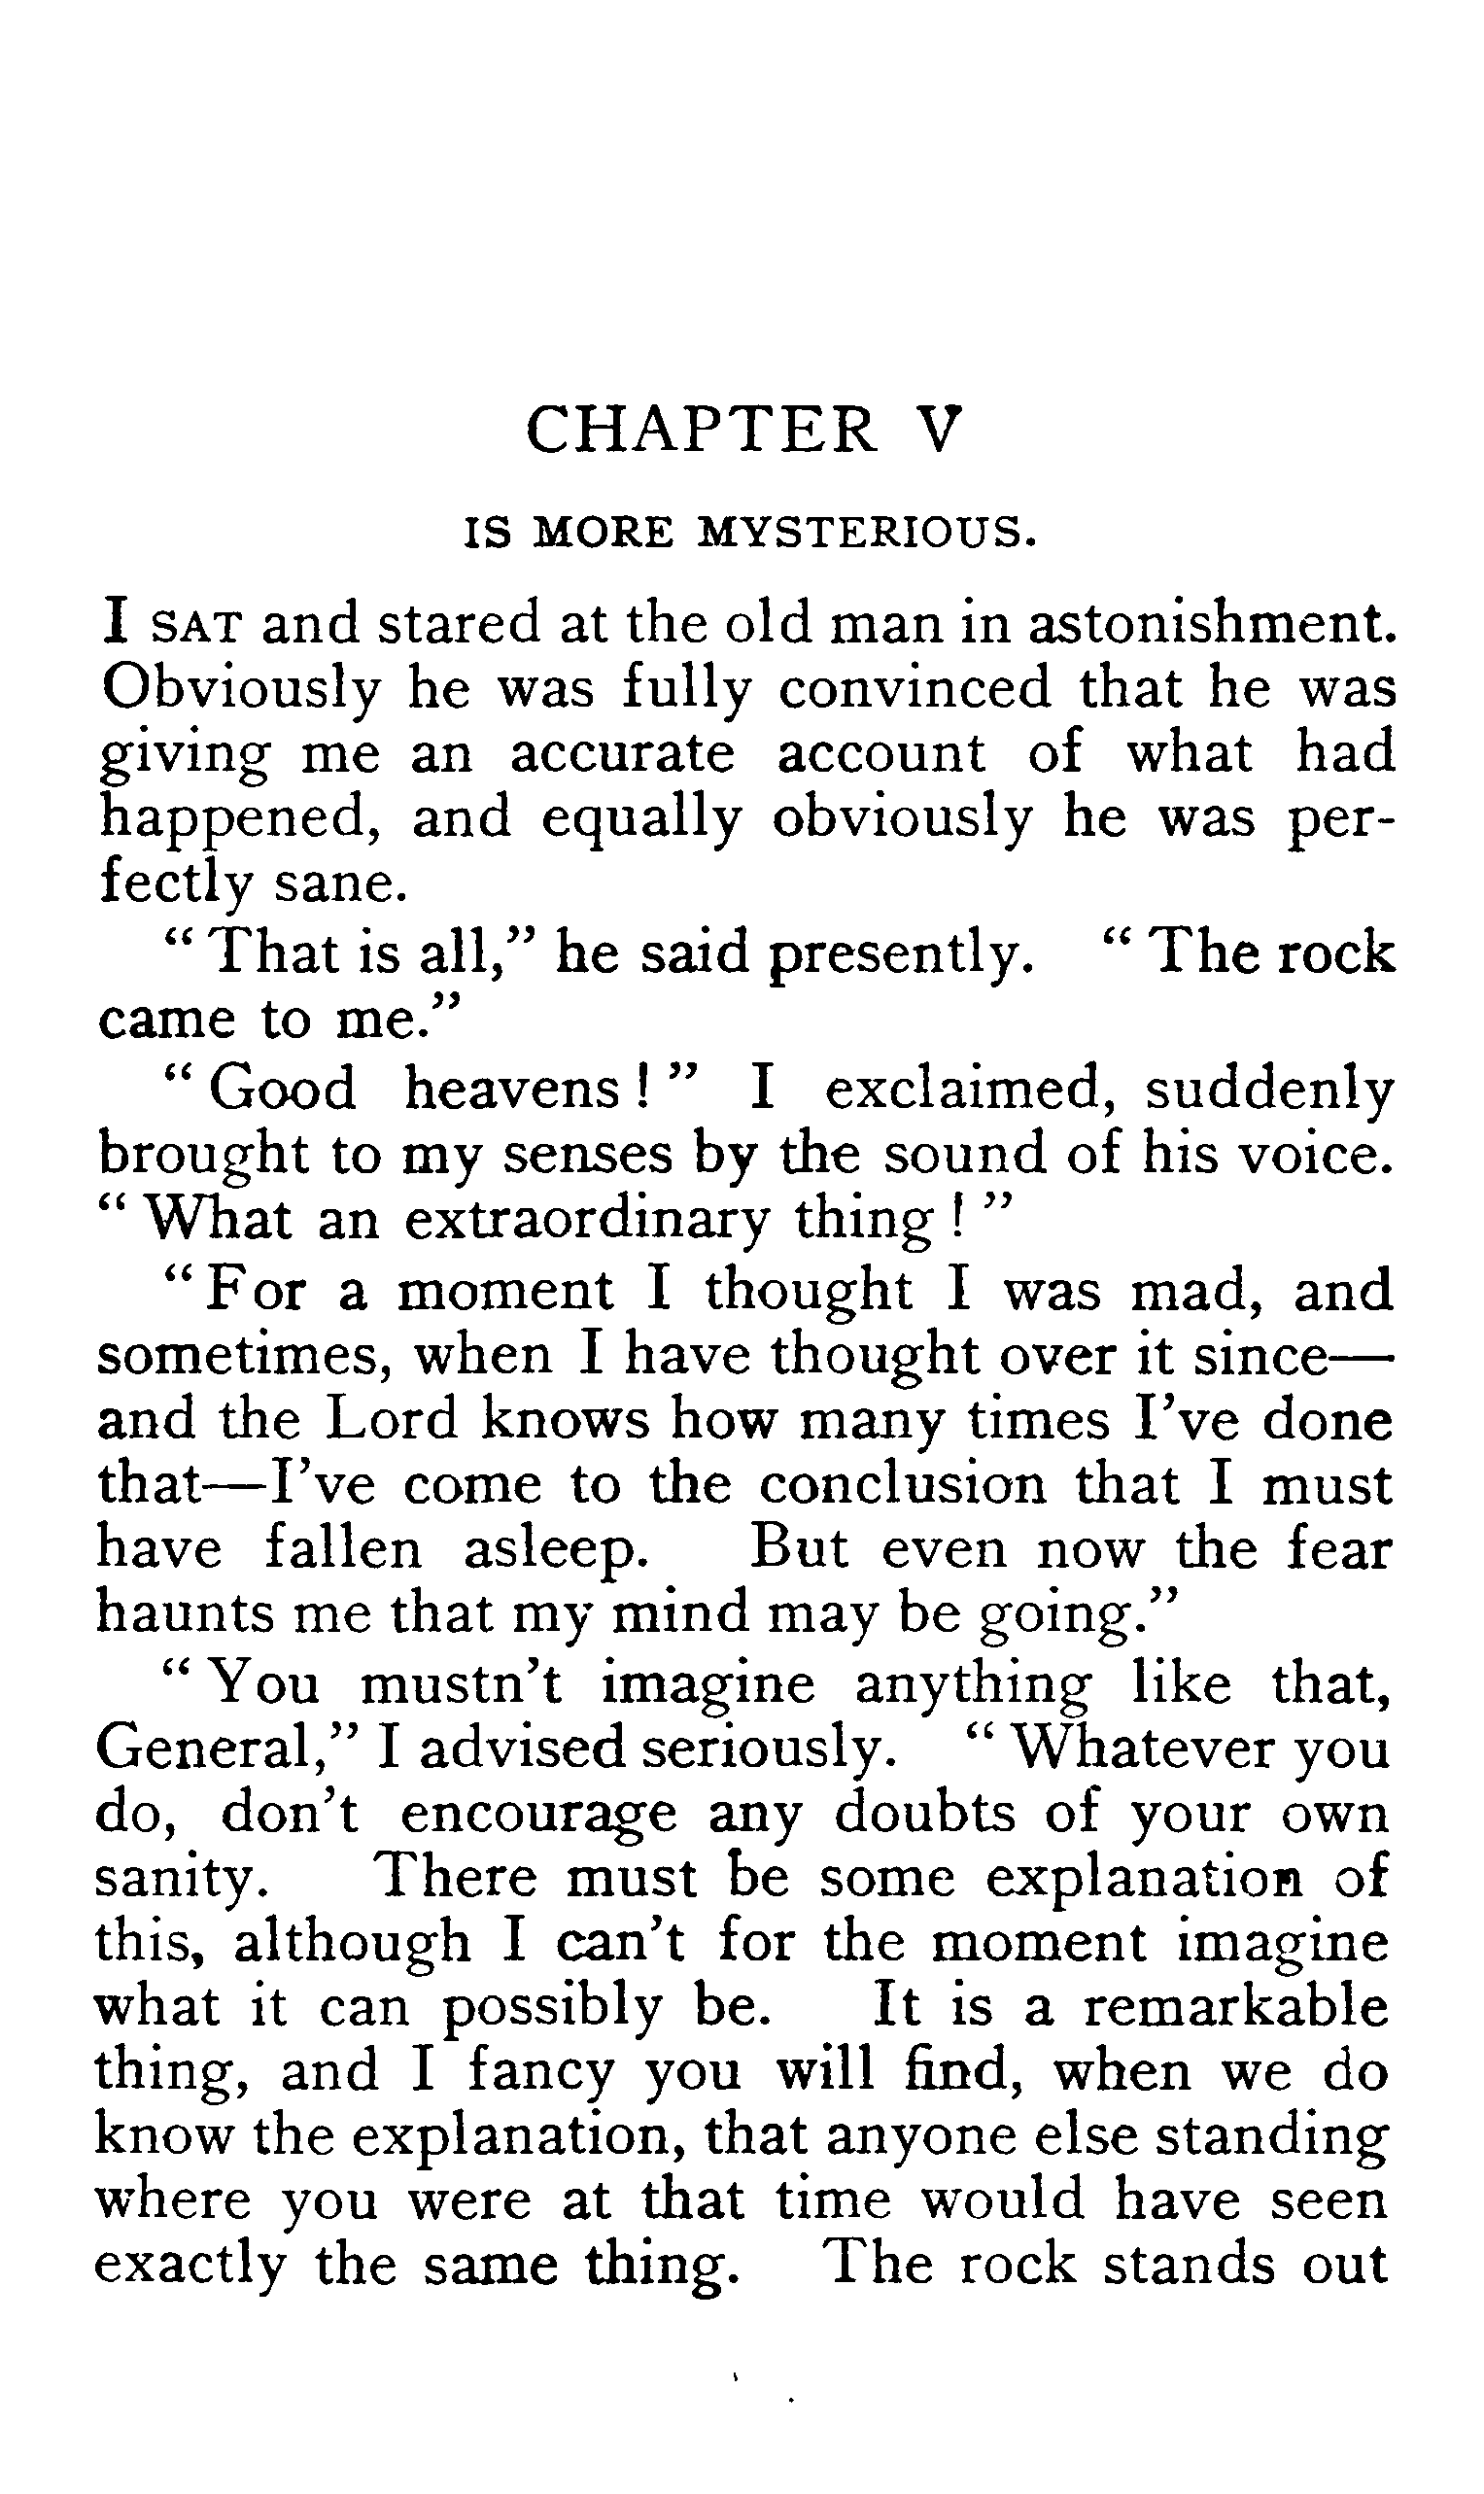 CHAPTER V
IS MORE MYSTERIOUS.
I SAT and stared at the old man in astonishment.
Obviously he was fully convinced that he was
giving me an accurate account of what had
happened, and equally obviously he was per-
fectly sane.
“ That is all,” he said presently. “ The rock
came to me.”
“ Good heavens ! ” I exclaimed, suddenly
brought to my senses by the sound of his voice.
“ What an extraordinary thing ! ”
“ For a moment I thought I was mad, and
sometimes, when I have thought over it since—
and the Lord knows how many times I’ve done
that—I’ve come to the conclusion that I must
have fallen asleep. But even now the fear
haunts me that my mind may be going.”
“ You mustn’t imagine anything like that,
General,” I advised seriously. “ Whatever you
do, don’t encourage any doubts of your own
sanity. There must be some explanation of
this, although I can’t for the moment imagine
what it can possibly be. It is a remarkable
thing, and I fancy you will find, when we do
know the explanation, that anyone else standing
where you were at that time would have seen
exactly the same thing. The rock stands out